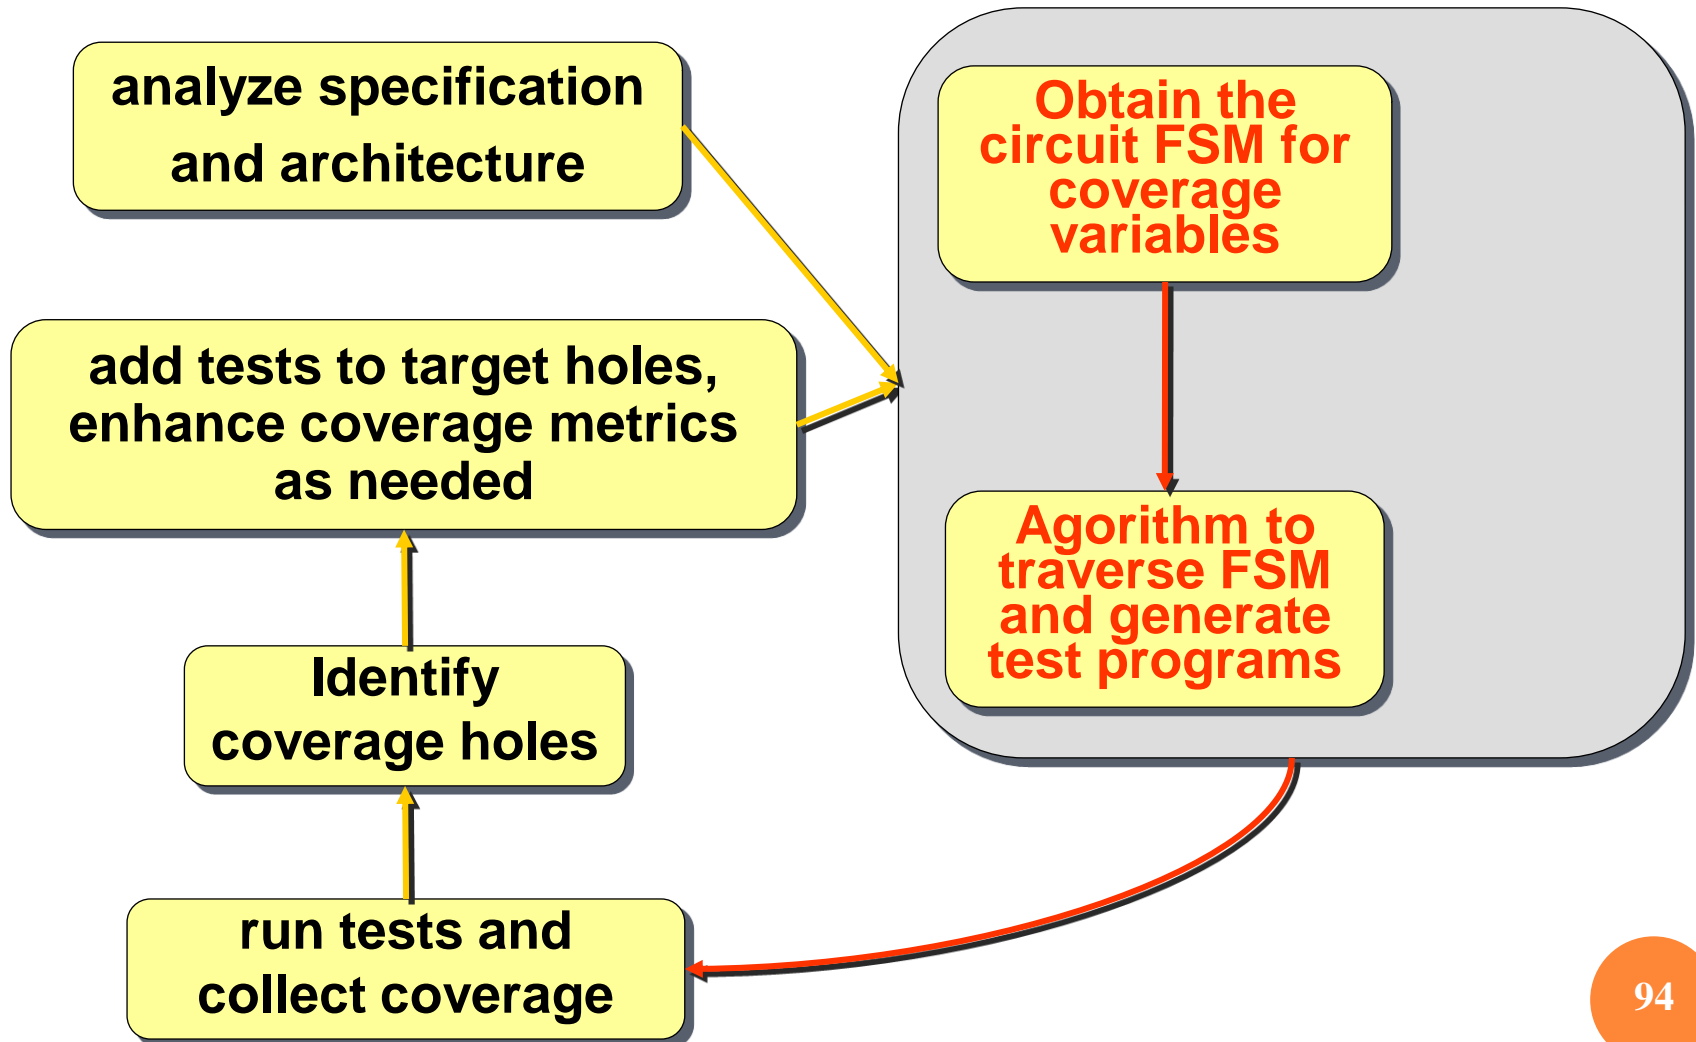 analyze specification
and architecture
Obtain the
circuit FSM for
coverage
variables
add tests to target holes,
enhance coverage metrics
as needed
Agorithm to
traverse FSM
and generate
test programs
Identify
coverage holes
run tests and
collect coverage
94